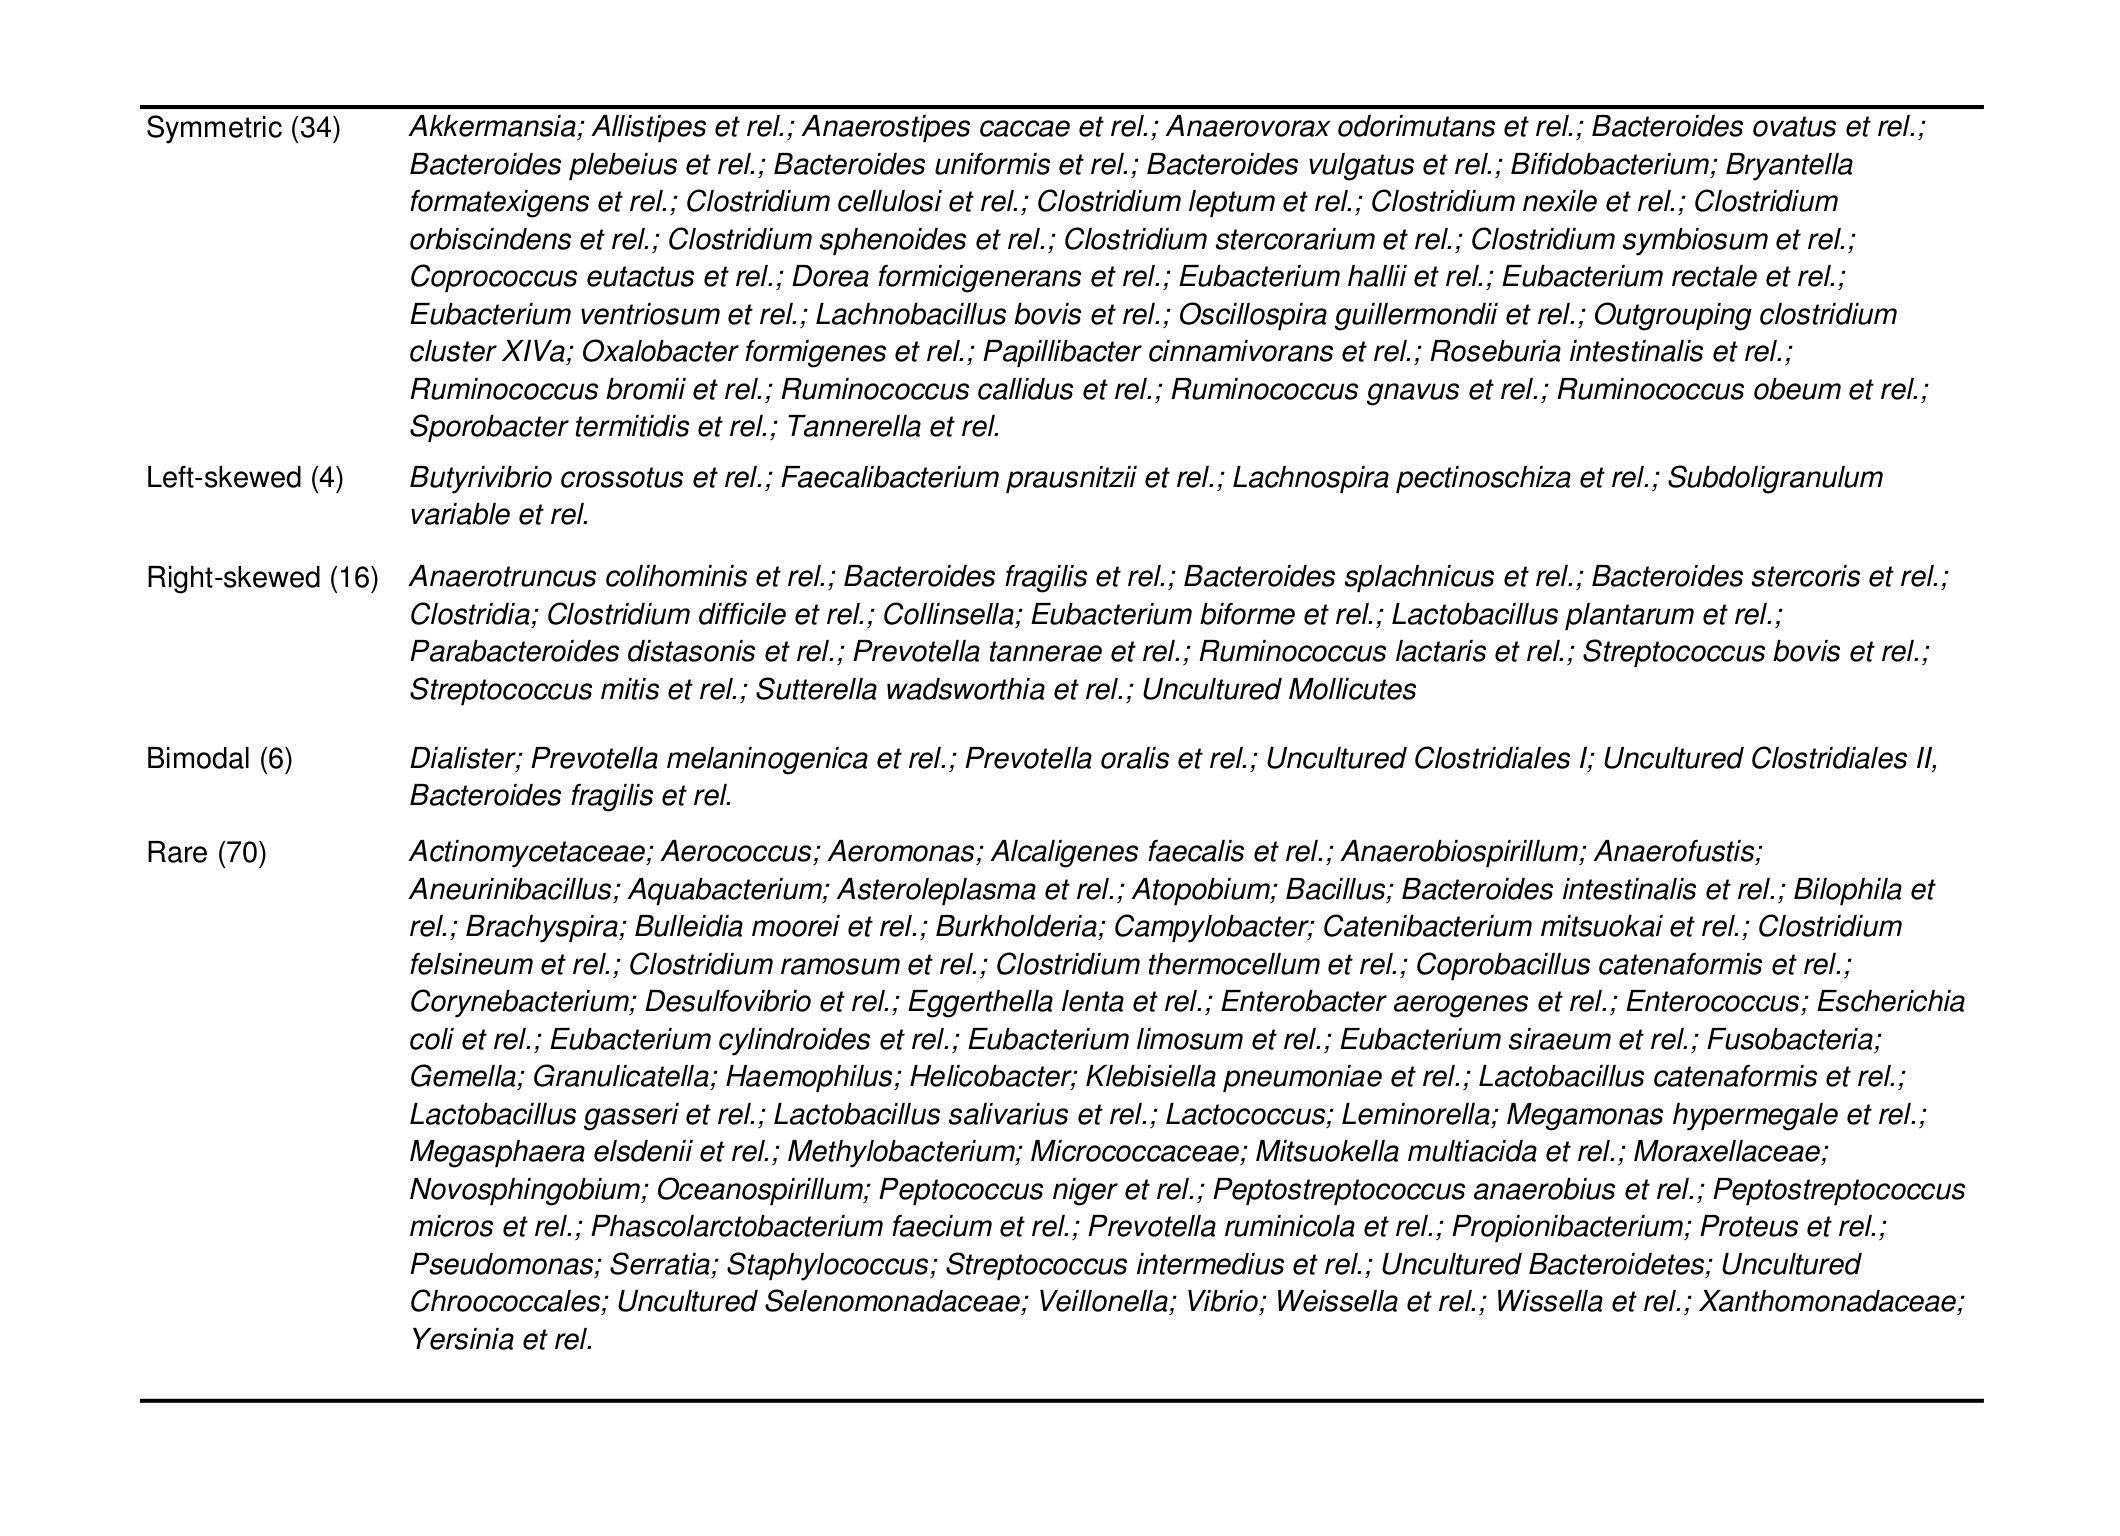 Symmetric (34) Akkermansia; Allistipes et rel.; Anaerostipes caccae et rel.; Anaerovorax odorimutans et rel.; Bacteroides ovatus et rel.;
Bacteroides plebeius et rel.; Bacteroides uniformis et rel.; Bacteroides vulgatus et rel.; Bifidobacterium; Bryantella
formatexigens et rel.; Clostridium cellulosi et rel.; Clostridium leptum et rel.; Clostridium nexile et rel.; Clostridium
orbiscindens et rel.; Clostridium sphenoides et rel.; Clostridium stercorarium et rel.; Clostridium symbiosum et rel.;
Coprococcus eutactus et rel.; Dorea formicigenerans et rel.; Eubacterium hallii et rel.; Eubacterium rectale et rel.;
Eubacterium ventriosum et rel.; Lachnobacillus bovis et rel.; Oscillospira guillermondii et rel.; Outgrouping clostridium
cluster XIVa; Oxalobacter formigenes et rel.; Papillibacter cinnamivorans et rel.; Roseburia intestinalis et rel.;
Ruminococcus bromii et rel.; Ruminococcus callidus et rel.; Ruminococcus gnavus et rel.; Ruminococcus obeum et rel.;
Sporobacter termitidis et rel.; Tannerella et rel.
Left-skewed (4) Butyrivibrio crossotus et rel.; Faecalibacterium prausnitzii et rel.; Lachnospira pectinoschiza et rel.; Subdoligranulum
variable et rel.
Right-skewed (16) Anaerotruncus colihominis et rel.; Bacteroides fragilis et rel.; Bacteroides splachnicus et rel.; Bacteroides stercoris et rel.;
Clostridia; Clostridium difficile et rel.; Collinsella; Eubacterium biforme et rel.; Lactobacillus plantarum et rel.;
Parabacteroides distasonis et rel.; Prevotella tannerae et rel.; Ruminococcus lactaris et rel.; Streptococcus bovis et rel.;
Streptococcus mitis et rel.; Sutterella wadsworthia et rel.; Uncultured Mollicutes
Bimodal (6) Dialister; Prevotella melaninogenica et rel.; Prevotella oralis et rel.; Uncultured Clostridiales I; Uncultured Clostridiales II,
Bacteroides fragilis et rel.
Rare (70) Actinomycetaceae; Aerococcus; Aeromonas; Alcaligenes faecalis et rel.; Anaerobiospirillum; Anaerofustis;
Aneurinibacillus; Aquabacterium; Asteroleplasma et rel.; Atopobium; Bacillus; Bacteroides intestinalis et rel.; Bilophila et
rel.; Brachyspira; Bulleidia moorei et rel.; Burkholderia; Campylobacter; Catenibacterium mitsuokai et rel.; Clostridium
felsineum et rel.; Clostridium ramosum et rel.; Clostridium thermocellum et rel.; Coprobacillus catenaformis et rel.;
Corynebacterium; Desulfovibrio et rel.; Eggerthella lenta et rel.; Enterobacter aerogenes et rel.; Enterococcus; Escherichia
coli et rel.; Eubacterium cylindroides et rel.; Eubacterium limosum et rel.; Eubacterium siraeum et rel.; Fusobacteria;
Gemella; Granulicatella; Haemophilus; Helicobacter; Klebisiella pneumoniae et rel.; Lactobacillus catenaformis et rel.;
Lactobacillus gasseri et rel.; Lactobacillus salivarius et rel.; Lactococcus; Leminorella; Megamonas hypermegale et rel.;
Megasphaera elsdenii et rel.; Methylobacterium; Micrococcaceae; Mitsuokella multiacida et rel.; Moraxellaceae;
Novosphingobium; Oceanospirillum; Peptococcus niger et rel.; Peptostreptococcus anaerobius et rel.; Peptostreptococcus
micros et rel.; Phascolarctobacterium faecium et rel.; Prevotella ruminicola et rel.; Propionibacterium; Proteus et rel.;
Pseudomonas; Serratia; Staphylococcus; Streptococcus intermedius et rel.; Uncultured Bacteroidetes; Uncultured
Chroococcales; Uncultured Selenomonadaceae; Veillonella; Vibrio; Weissella et rel.; Wissella et rel.; Xanthomonadaceae;
Yersinia et rel.